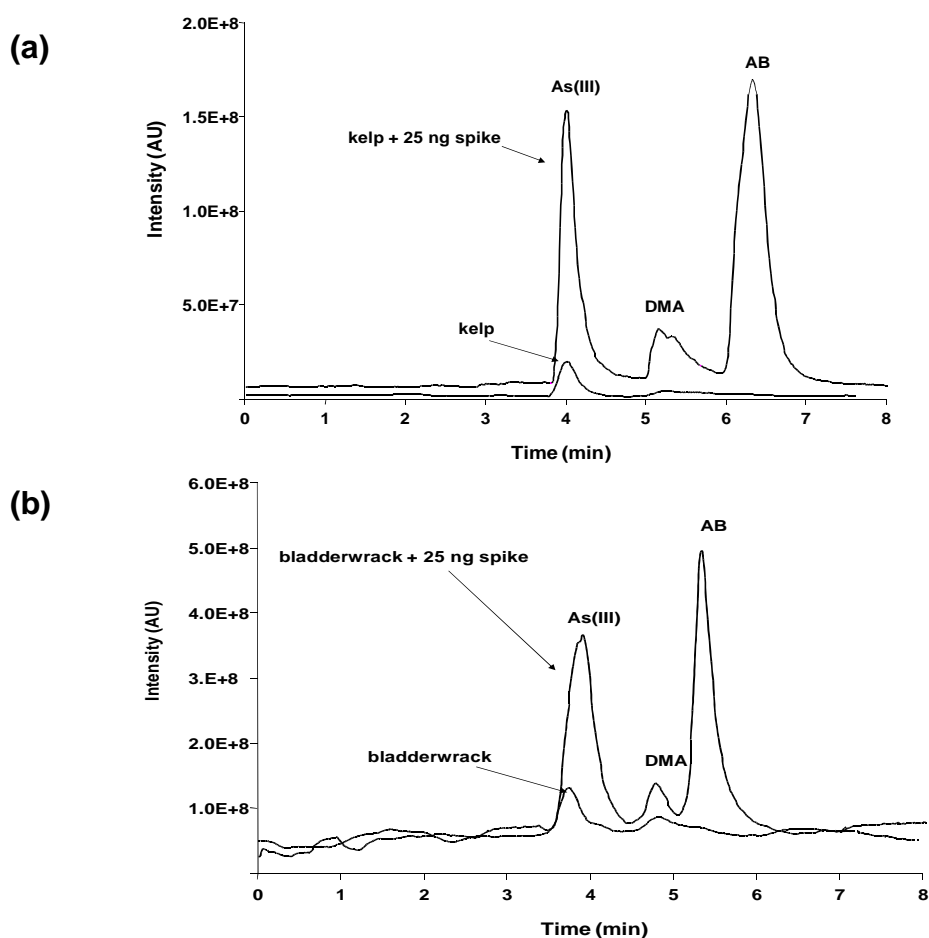 (a)
2.0E+8
AB
As(III)
kelp + 25 ng spike
1.5E+8
Intensity (AU)
1.0E+8
DMA
5.0E+7
kelp
0 1 2 3 4 5 6 7 8
Time (min)
(b)
6.0E+8
AB
5.0E+8
bladderwrack + 25 ng spike
As(III)
4.0E+8
Intensity (AU)
3.E+8
2.0E+8
DMA
bladderwrack
1.0E+8
0 1 2 3 4 5 6 7 8
Time (min)